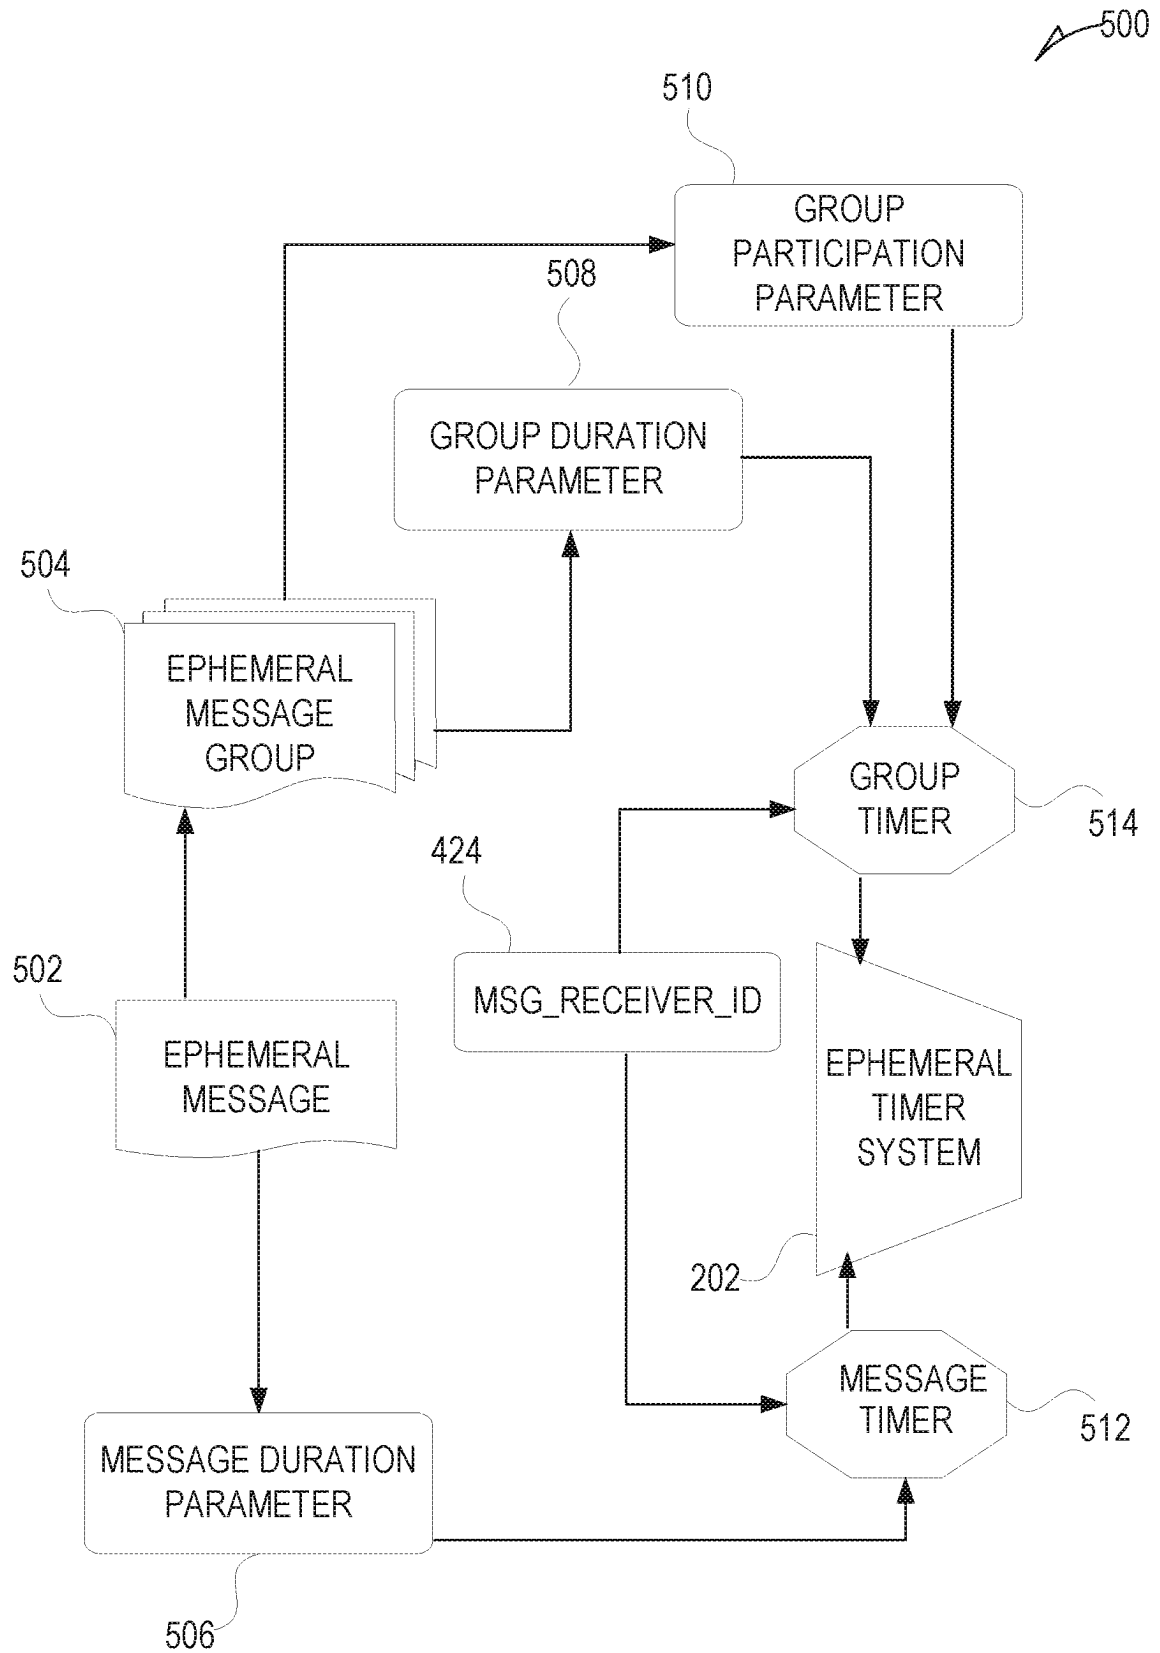 500
510
GROUP
PARTICIPATION
PARAMETER
508
GROUP DURATION
PARAMETER
504
EPHEMERAL
MESSAGE
GROUP
GROUP
TIMER
514
424
MSG_RECEIVER_ID
502
EPHEMERAL
MESSAGE
EPHEMERAL
TIMER
SYSTEM
202
MESSAGE
TIMER
512
MESSAGE DURATION
PARAMETER
506